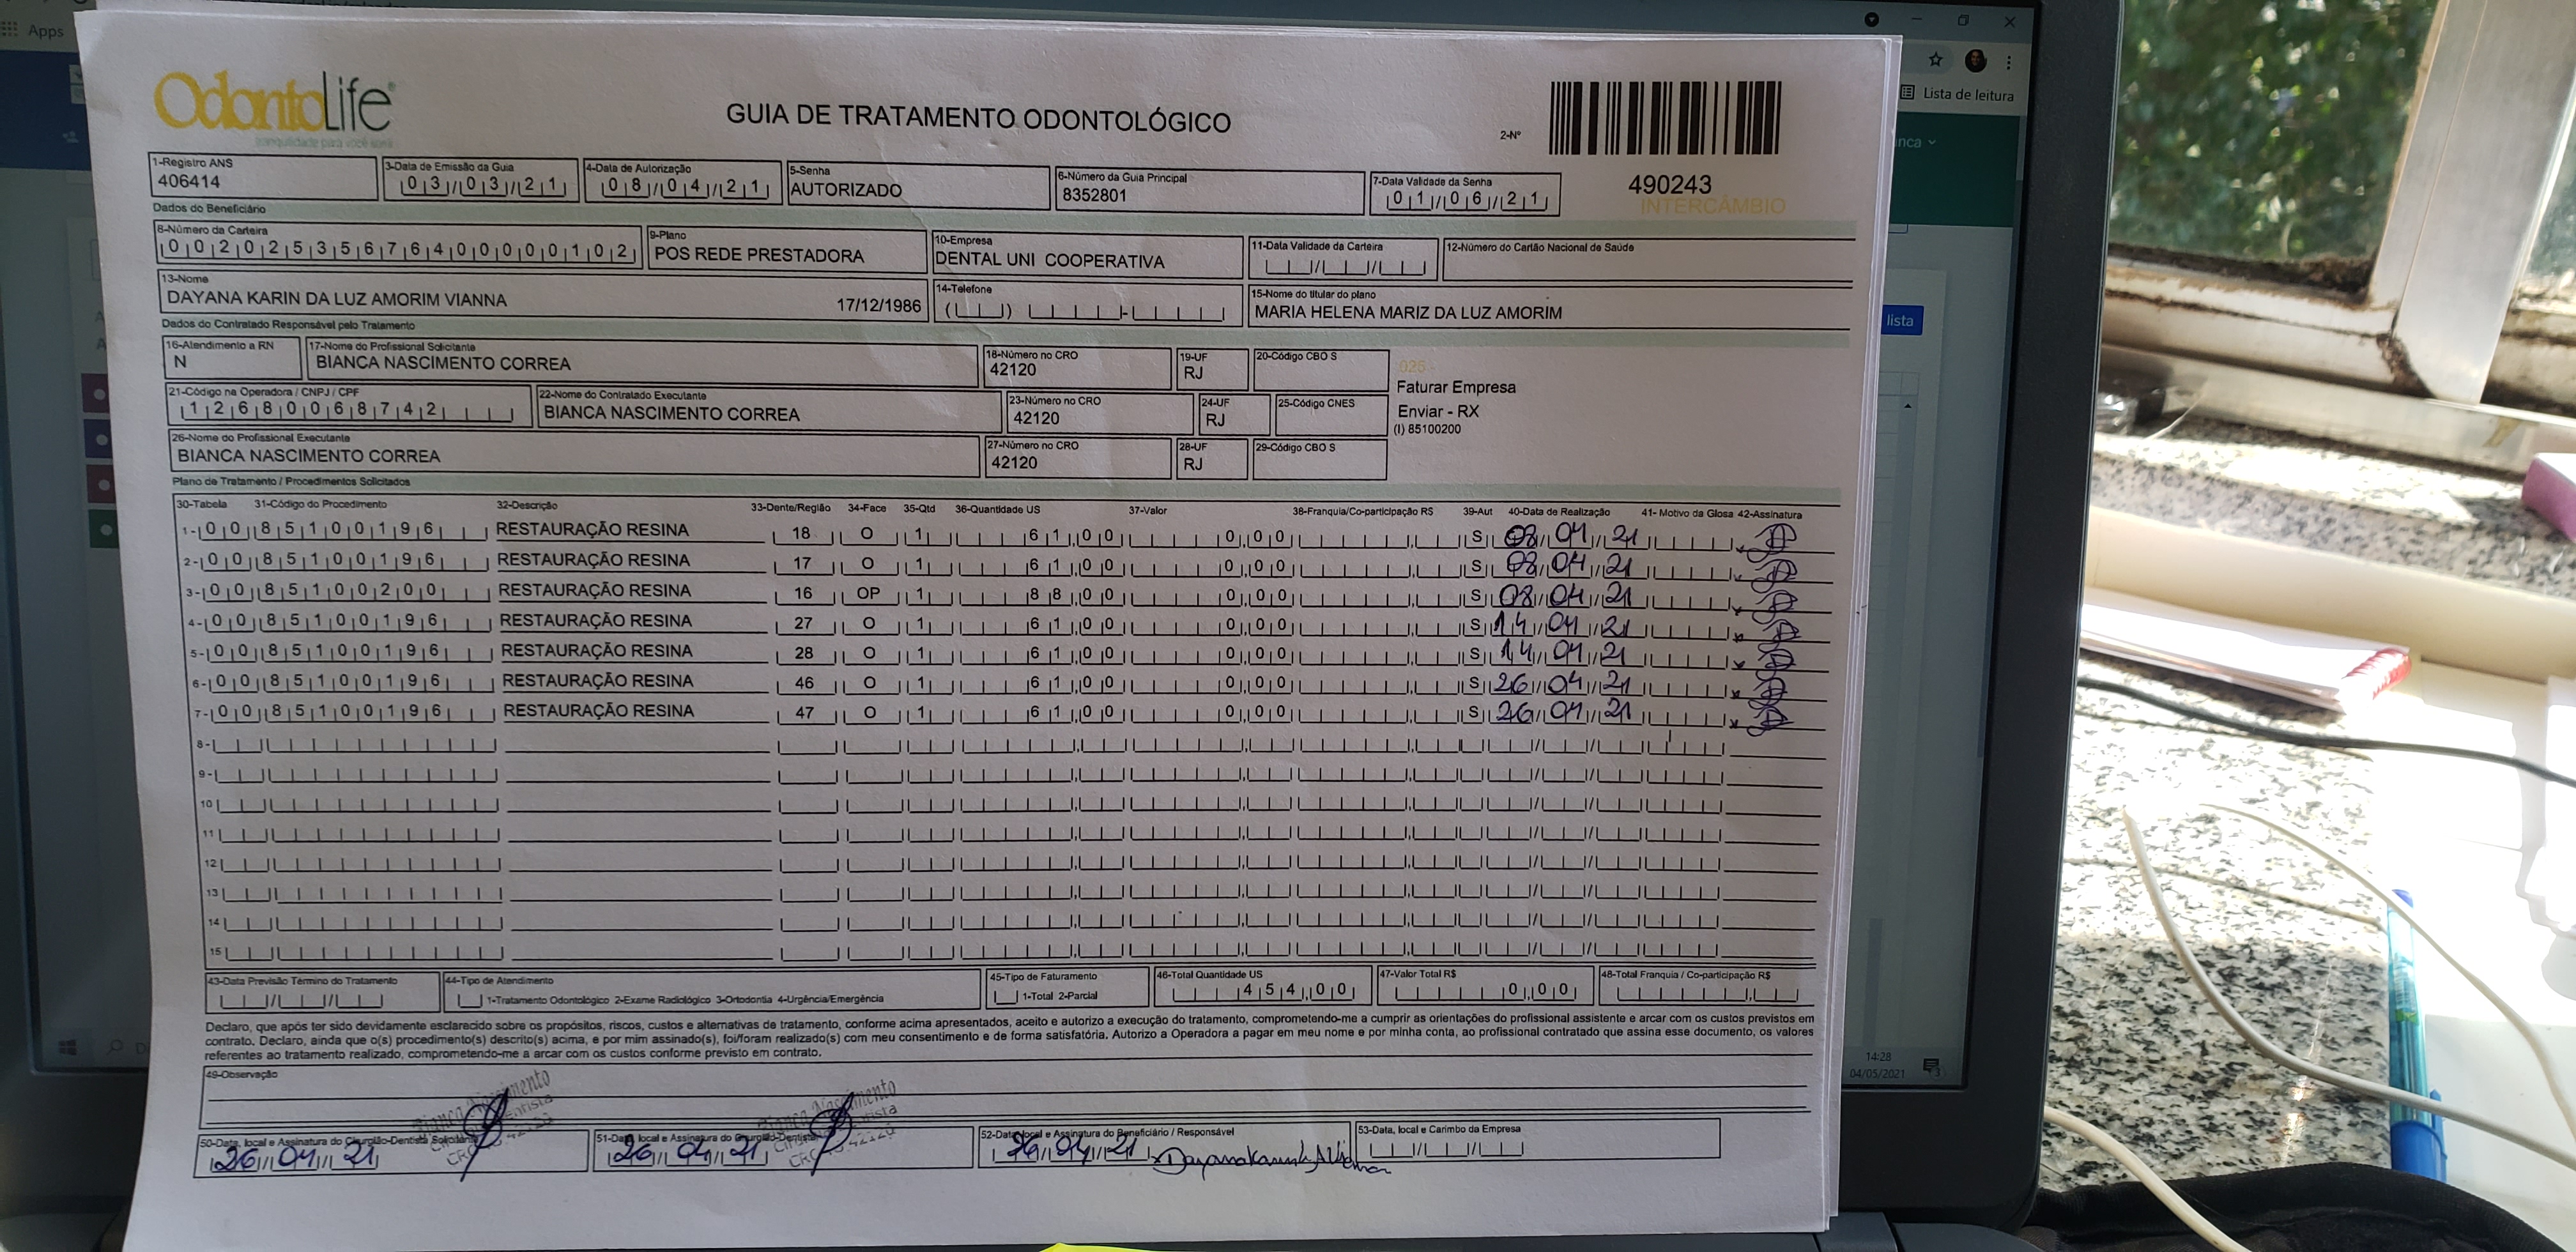 Apps
OdontoLife
tranquilidade para você sorrir
GUIA DE TRATAMENTO ODONTOLÓGICO
2-Nº
490243
INTERCÂMBIO
Lista de leitura
1-Registro ANS
406414
3-Data de Emissão da Guia
03/03/21
4-Data de Autorização
08/04/21
5-Senha
AUTORIZADO
6-Número da Guia Principal
8352801
7-Data Validade da Senha
01/06/21
Dados do Beneficiário
8-Número da Carteira
00202535676400000102
9-Plano
POS REDE PRESTADORA
10-Empresa
DENTAL UNI COOPERATIVA
11-Data Validade da Carteira
12-Número do Cartão Nacional de Saúde
13-Nome
DAYANA KARIN DA LUZ AMORIM VIANNA 17/12/1986
14-Telefone
15-Nome do titular do plano
MARIA HELENA MARIZ DA LUZ AMORIM
lista
Dados do Contratado Responsável pelo Tratamento
16-Atendimento a RN
N
17-Nome do Profissional Solicitante
BIANCA NASCIMENTO CORREA
18-Número no CRO
42120
19-UF
RJ
20-Código CBO S
025 -
Faturar Empresa
Enviar - RX
(I) 85100200
21-Código na Operadora / CNPJ / CPF
12680068742
22-Nome do Contratado Executante
BIANCA NASCIMENTO CORREA
23-Número no CRO
42120
24-UF
RJ
25-Código CNES
26-Nome do Profissional Executante
BIANCA NASCIMENTO CORREA
27-Número no CRO
42120
28-UF
RJ
29-Código CBO S
Plano de Tratamento / Procedimentos Solicitados
30-Tabela 31-Código do Procedimento 32-Descrição 33-Dente/Região 34-Face 35-Qtd 36-Quantidade US 37-Valor 38-Franquia/Co-participação R$ 39-Aut 40-Data de Realização 41- Motivo da Glosa 42-Assinatura
1- 00 85100196 RESTAURAÇÃO RESINA 18 O 1 61,00 0,00 S 08/04/21
2- 00 85100196 RESTAURAÇÃO RESINA 17 O 1 61,00 0,00 S 08/04/21
3- 00 85100200 RESTAURAÇÃO RESINA 16 OP 1 88,00 0,00 S 08/04/21
4- 00 85100196 RESTAURAÇÃO RESINA 27 O 1 61,00 0,00 S 14/04/21
5- 00 85100196 RESTAURAÇÃO RESINA 28 O 1 61,00 0,00 S 14/04/21
6- 00 85100196 RESTAURAÇÃO RESINA 46 O 1 61,00 0,00 S 26/04/21
7- 00 85100196 RESTAURAÇÃO RESINA 47 O 1 61,00 0,00 S 26/04/21
8-
9-
10
11
12
13
14
15
43-Data Previsão Término do Tratamento
44-Tipo de Atendimento
1-Tratamento Odontológico 2-Exame Radiológico 3-Ortodontia 4-Urgência/Emergência
45-Tipo de Faturamento
1-Total 2-Parcial
46-Total Quantidade US
454,00
47-Valor Total R$
0,00
48-Total Franquia / Co-participação R$
Declaro, que após ter sido devidamente esclarecido sobre os propósitos, riscos, custos e alternativas de tratamento, conforme acima apresentados, aceito e autorizo a execução do tratamento, comprometendo-me a cumprir as orientações do profissional assistente e arcar com os custos previstos em
contrato. Declaro, ainda que o(s) procedimento(s) descrito(s) acima, e por mim assinado(s), foi/foram realizado(s) com meu consentimento e de forma satisfatória. Autorizo a Operadora a pagar em meu nome e por minha conta, ao profissional contratado que assina esse documento, os valores
referentes ao tratamento realizado, comprometendo-me a arcar com os custos conforme previsto em contrato.
14:28
04/05/2021
49-Observação
50-Data, local e Assinatura do Cirurgião-Dentista Solicitante
26/04/21
51-Data, local e Assinatura do Cirurgião-Dentista
26/04/21
52-Data, local e Assinatura do Beneficiário / Responsável
26/04/21
53-Data, local e Carimbo da Empresa